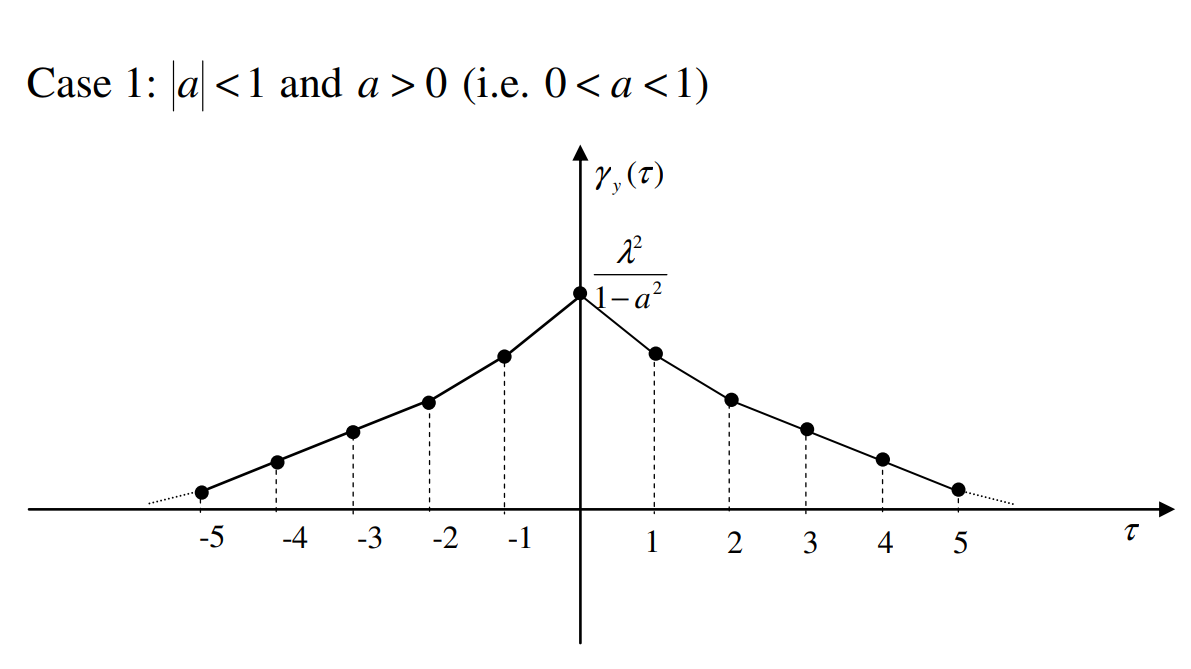 Case 1: |a| < 1 and a > 0 (i.e. 0 < a < 1)
γ_y(τ)
λ²
1−a²
-5 -4 -3 -2 -1 1 2 3 4 5 τ